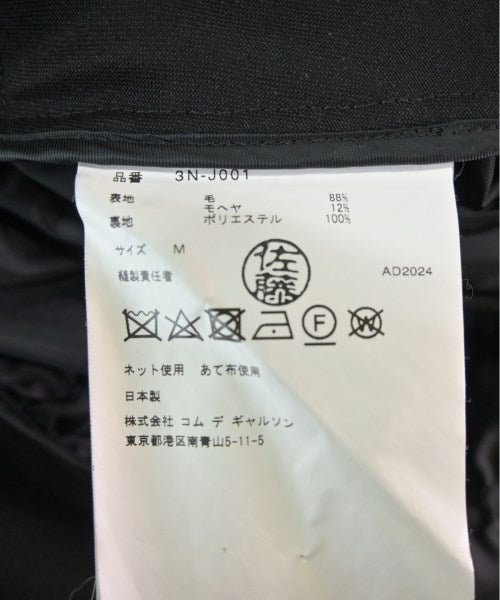 品番 3N-J001
表地 毛 88%
モヘヤ 12%
裏地 ポリエステル 100%
サイズ M
佐藤
縫製責任者 AD2024
F W
ネット使用 あて布使用
日本製
株式会社 コム デ ギャルソン
東京都港区南青山5-11-5